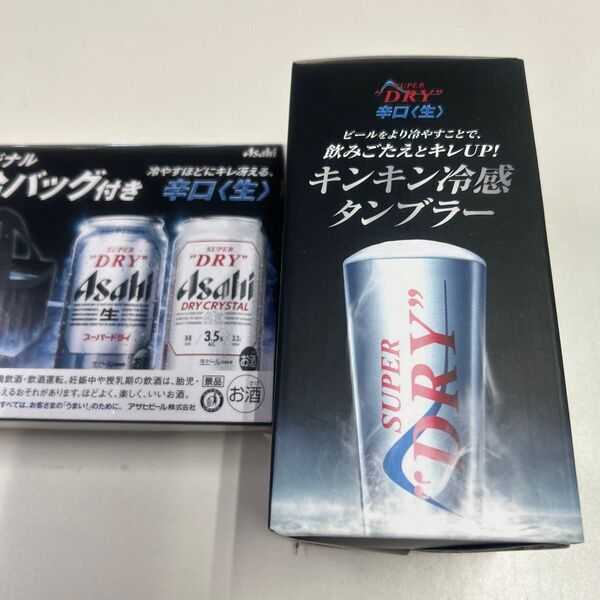 ジナル
バッグ付き
Asahi
冷やすほどにキレ冴える、
辛口〈生〉
SUPER
"DRY"
Asahi
生
スーパードライ
生ビール
SUPER
"DRY"
Asahi
DRY CRYSTAL
3.5%
生ビール
お酒
飲酒・飲酒運転。妊娠中や授乳期の飲酒は、胎児・
えるおそれがあります。ほどよく、楽しく、いいお酒。
すべては、お客さまの「うまい!」のために。 アサヒビール株式会社
景品
お酒
SUPER
"DRY"
辛口〈生〉
ビールをより冷やすことで、
飲みごたえとキレUP!
キンキン冷感
タンブラー
SUPER
"DRY"